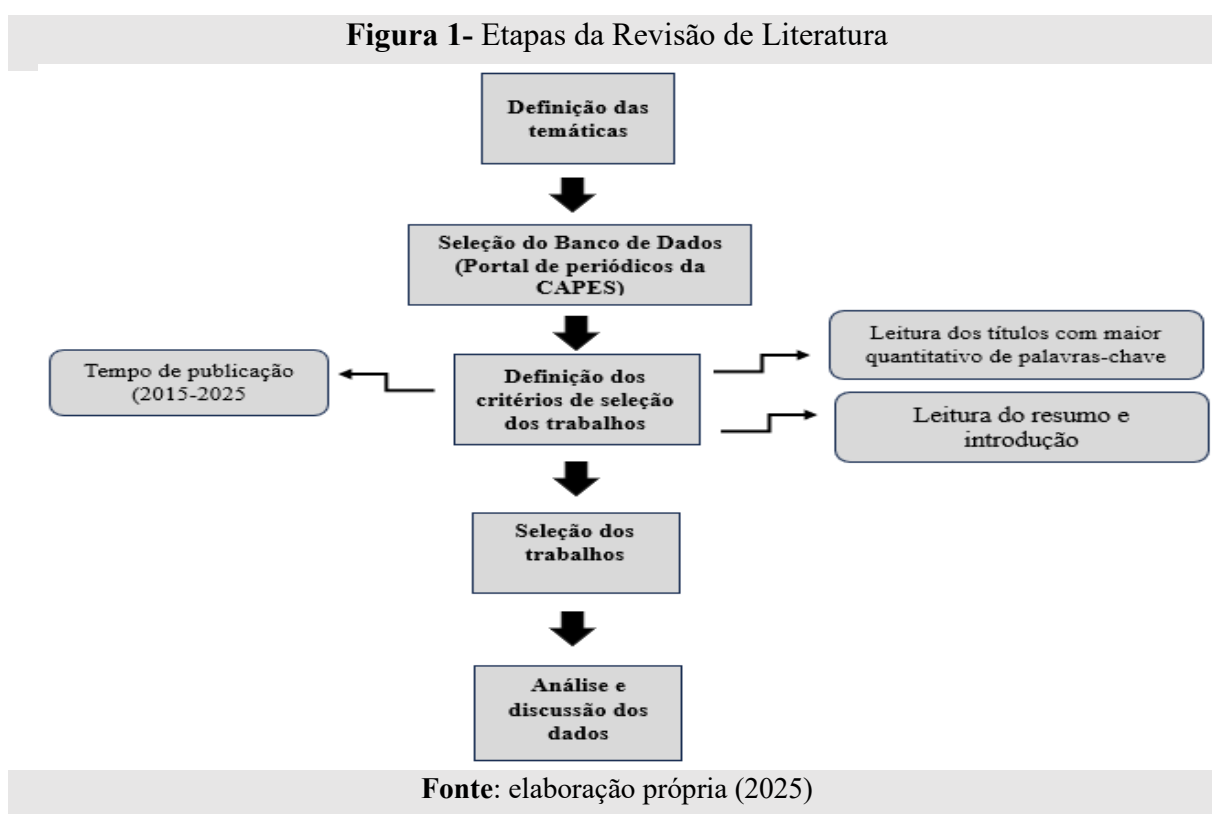 Figura 1- Etapas da Revisão de Literatura
Definição das
temáticas
Seleção do Banco de Dados
(Portal de periódicos da
CAPES)
Tempo de publicação
(2015-2025
Definição dos
critérios de seleção
dos trabalhos
Leitura dos títulos com maior
quantitativo de palavras-chave
Leitura do resumo e
introdução
Seleção dos
trabalhos
Análise e
discussão dos
dados
Fonte: elaboração própria (2025)